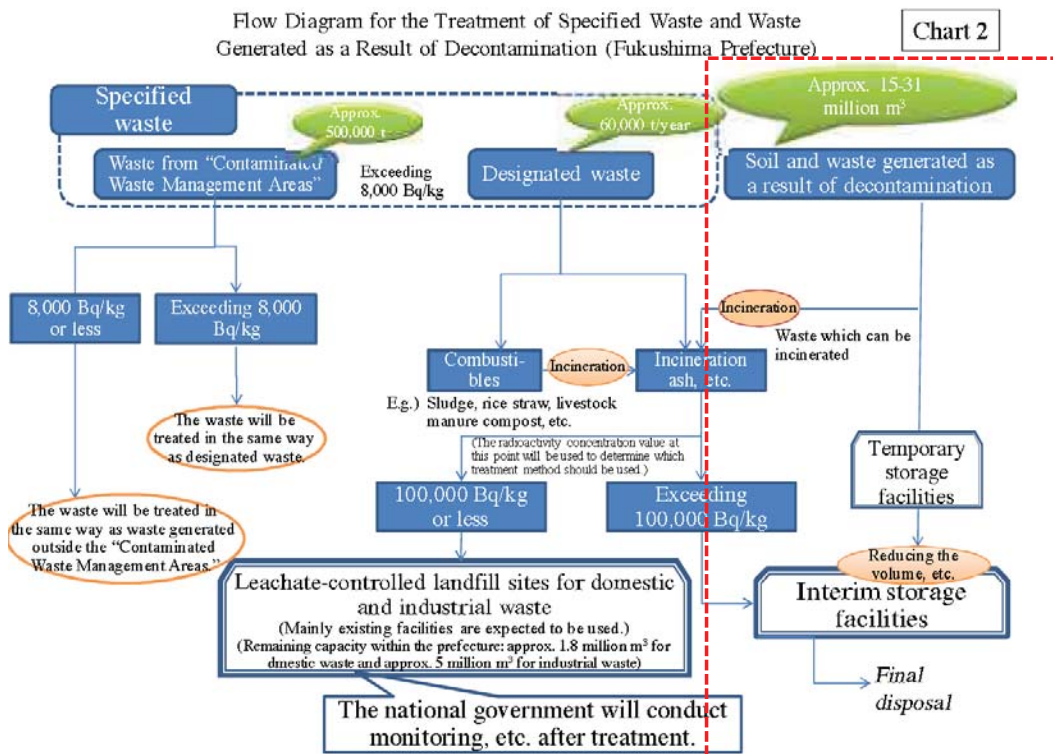 Flow Diagram for the Treatment of Specified Waste and Waste
Generated as a Result of Decontamination (Fukushima Prefecture)
Chart 2
Specified
waste
Approx.
500,000 t
Approx.
60,000 t/year
Approx. 15-31
million m³
Waste from “Contaminated
Waste Management Areas”
Exceeding
8,000 Bq/kg
Designated waste
Soil and waste generated as
a result of decontamination
8,000 Bq/kg
or less
Exceeding 8,000
Bq/kg
Incineration
Waste which can be
incinerated
Combusti-
bles
Incineration
Incineration
ash, etc.
E.g.) Sludge, rice straw, livestock
manure compost, etc.
The waste will be
treated in the same way
as designated waste.
(The radioactivity concentration value at
this point will be used to determine which
treatment method should be used.)
Temporary
storage
facilities
The waste will be treated in
the same way as waste generated
outside the “Contaminated
Waste Management Areas.”
100,000 Bq/kg
or less
Exceeding
100,000 Bq/kg
Reducing the
volume, etc.
Leachate-controlled landfill sites for domestic
and industrial waste
(Mainly existing facilities are expected to be used.)
(Remaining capacity within the prefecture: approx. 1.8 million m³ for
dmestic waste and approx. 5 million m³ for industrial waste)
Interim storage
facilities
Final
disposal
The national government will conduct
monitoring, etc. after treatment.